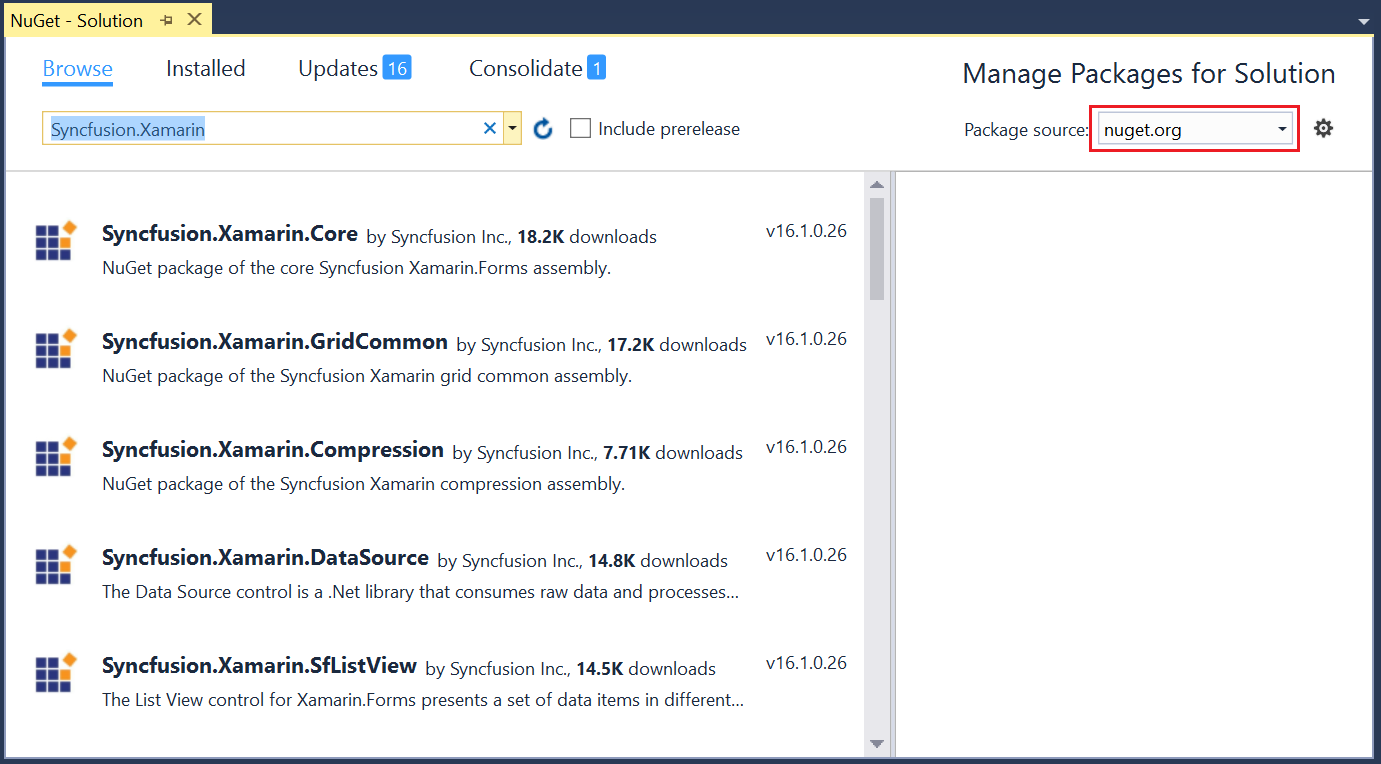 NuGet - Solution
Browse Installed Updates 16 Consolidate 1
Manage Packages for Solution
Syncfusion.Xamarin Include prerelease
Package source: nuget.org
Syncfusion.Xamarin.Core by Syncfusion Inc., 18.2K downloads v16.1.0.26
NuGet package of the core Syncfusion Xamarin.Forms assembly.
Syncfusion.Xamarin.GridCommon by Syncfusion Inc., 17.2K downloads v16.1.0.26
NuGet package of the Syncfusion Xamarin grid common assembly.
Syncfusion.Xamarin.Compression by Syncfusion Inc., 7.71K downloads v16.1.0.26
NuGet package of the Syncfusion Xamarin compression assembly.
Syncfusion.Xamarin.DataSource by Syncfusion Inc., 14.8K downloads v16.1.0.26
The Data Source control is a .Net library that consumes raw data and processes...
Syncfusion.Xamarin.SfListView by Syncfusion Inc., 14.5K downloads v16.1.0.26
The List View control for Xamarin.Forms presents a set of data items in different...